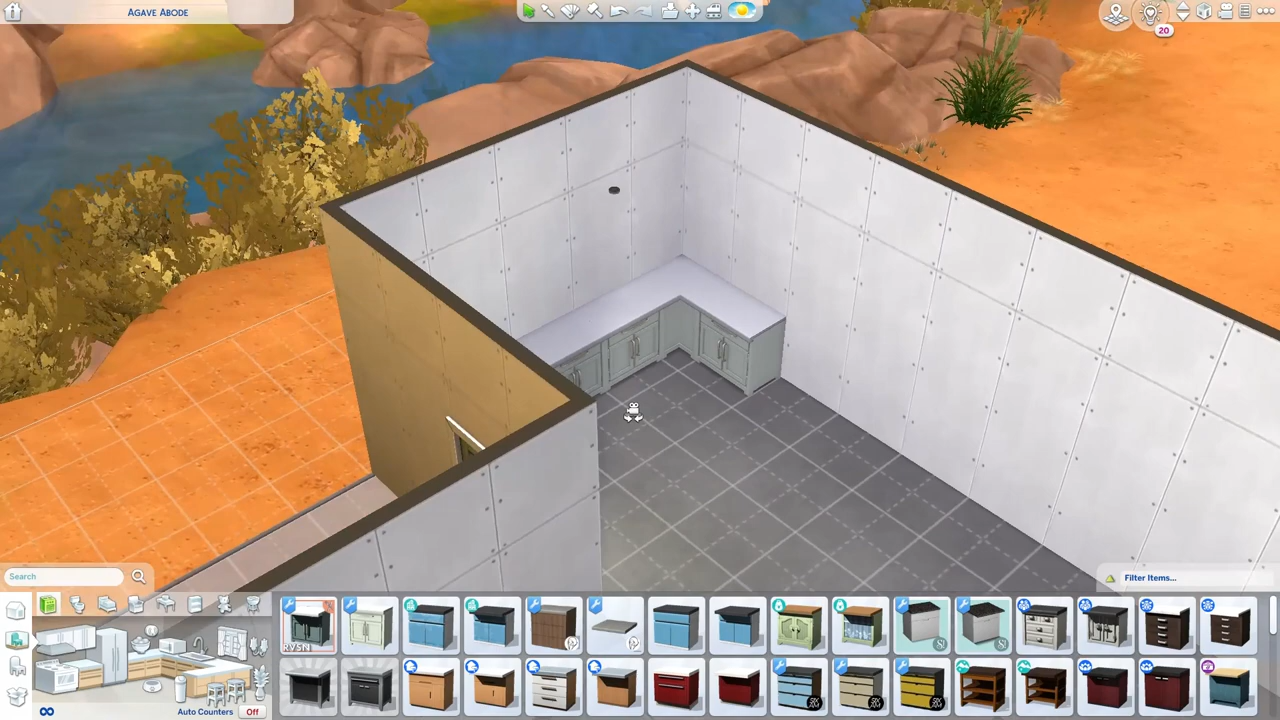 AGAVE ABODE
20
Search
Filter Items...
RVSN
Auto Counters
Off